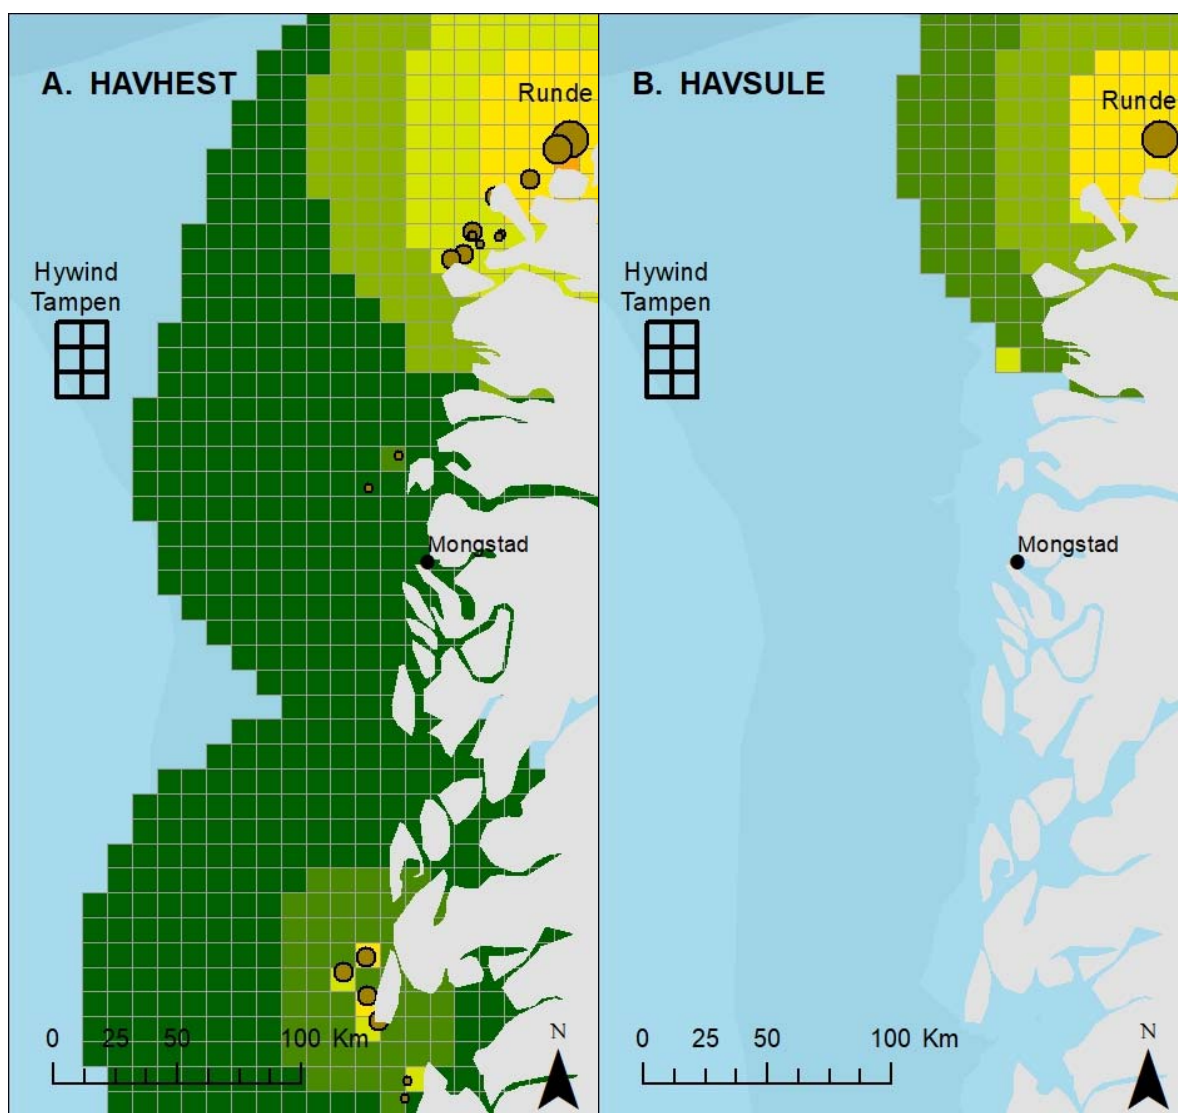 A. HAVHEST
Runde
Hywind
Tampen
Mongstad
0 25 50 100 Km
N
B. HAVSULE
Runde
Hywind
Tampen
Mongstad
0 25 50 100 Km
N